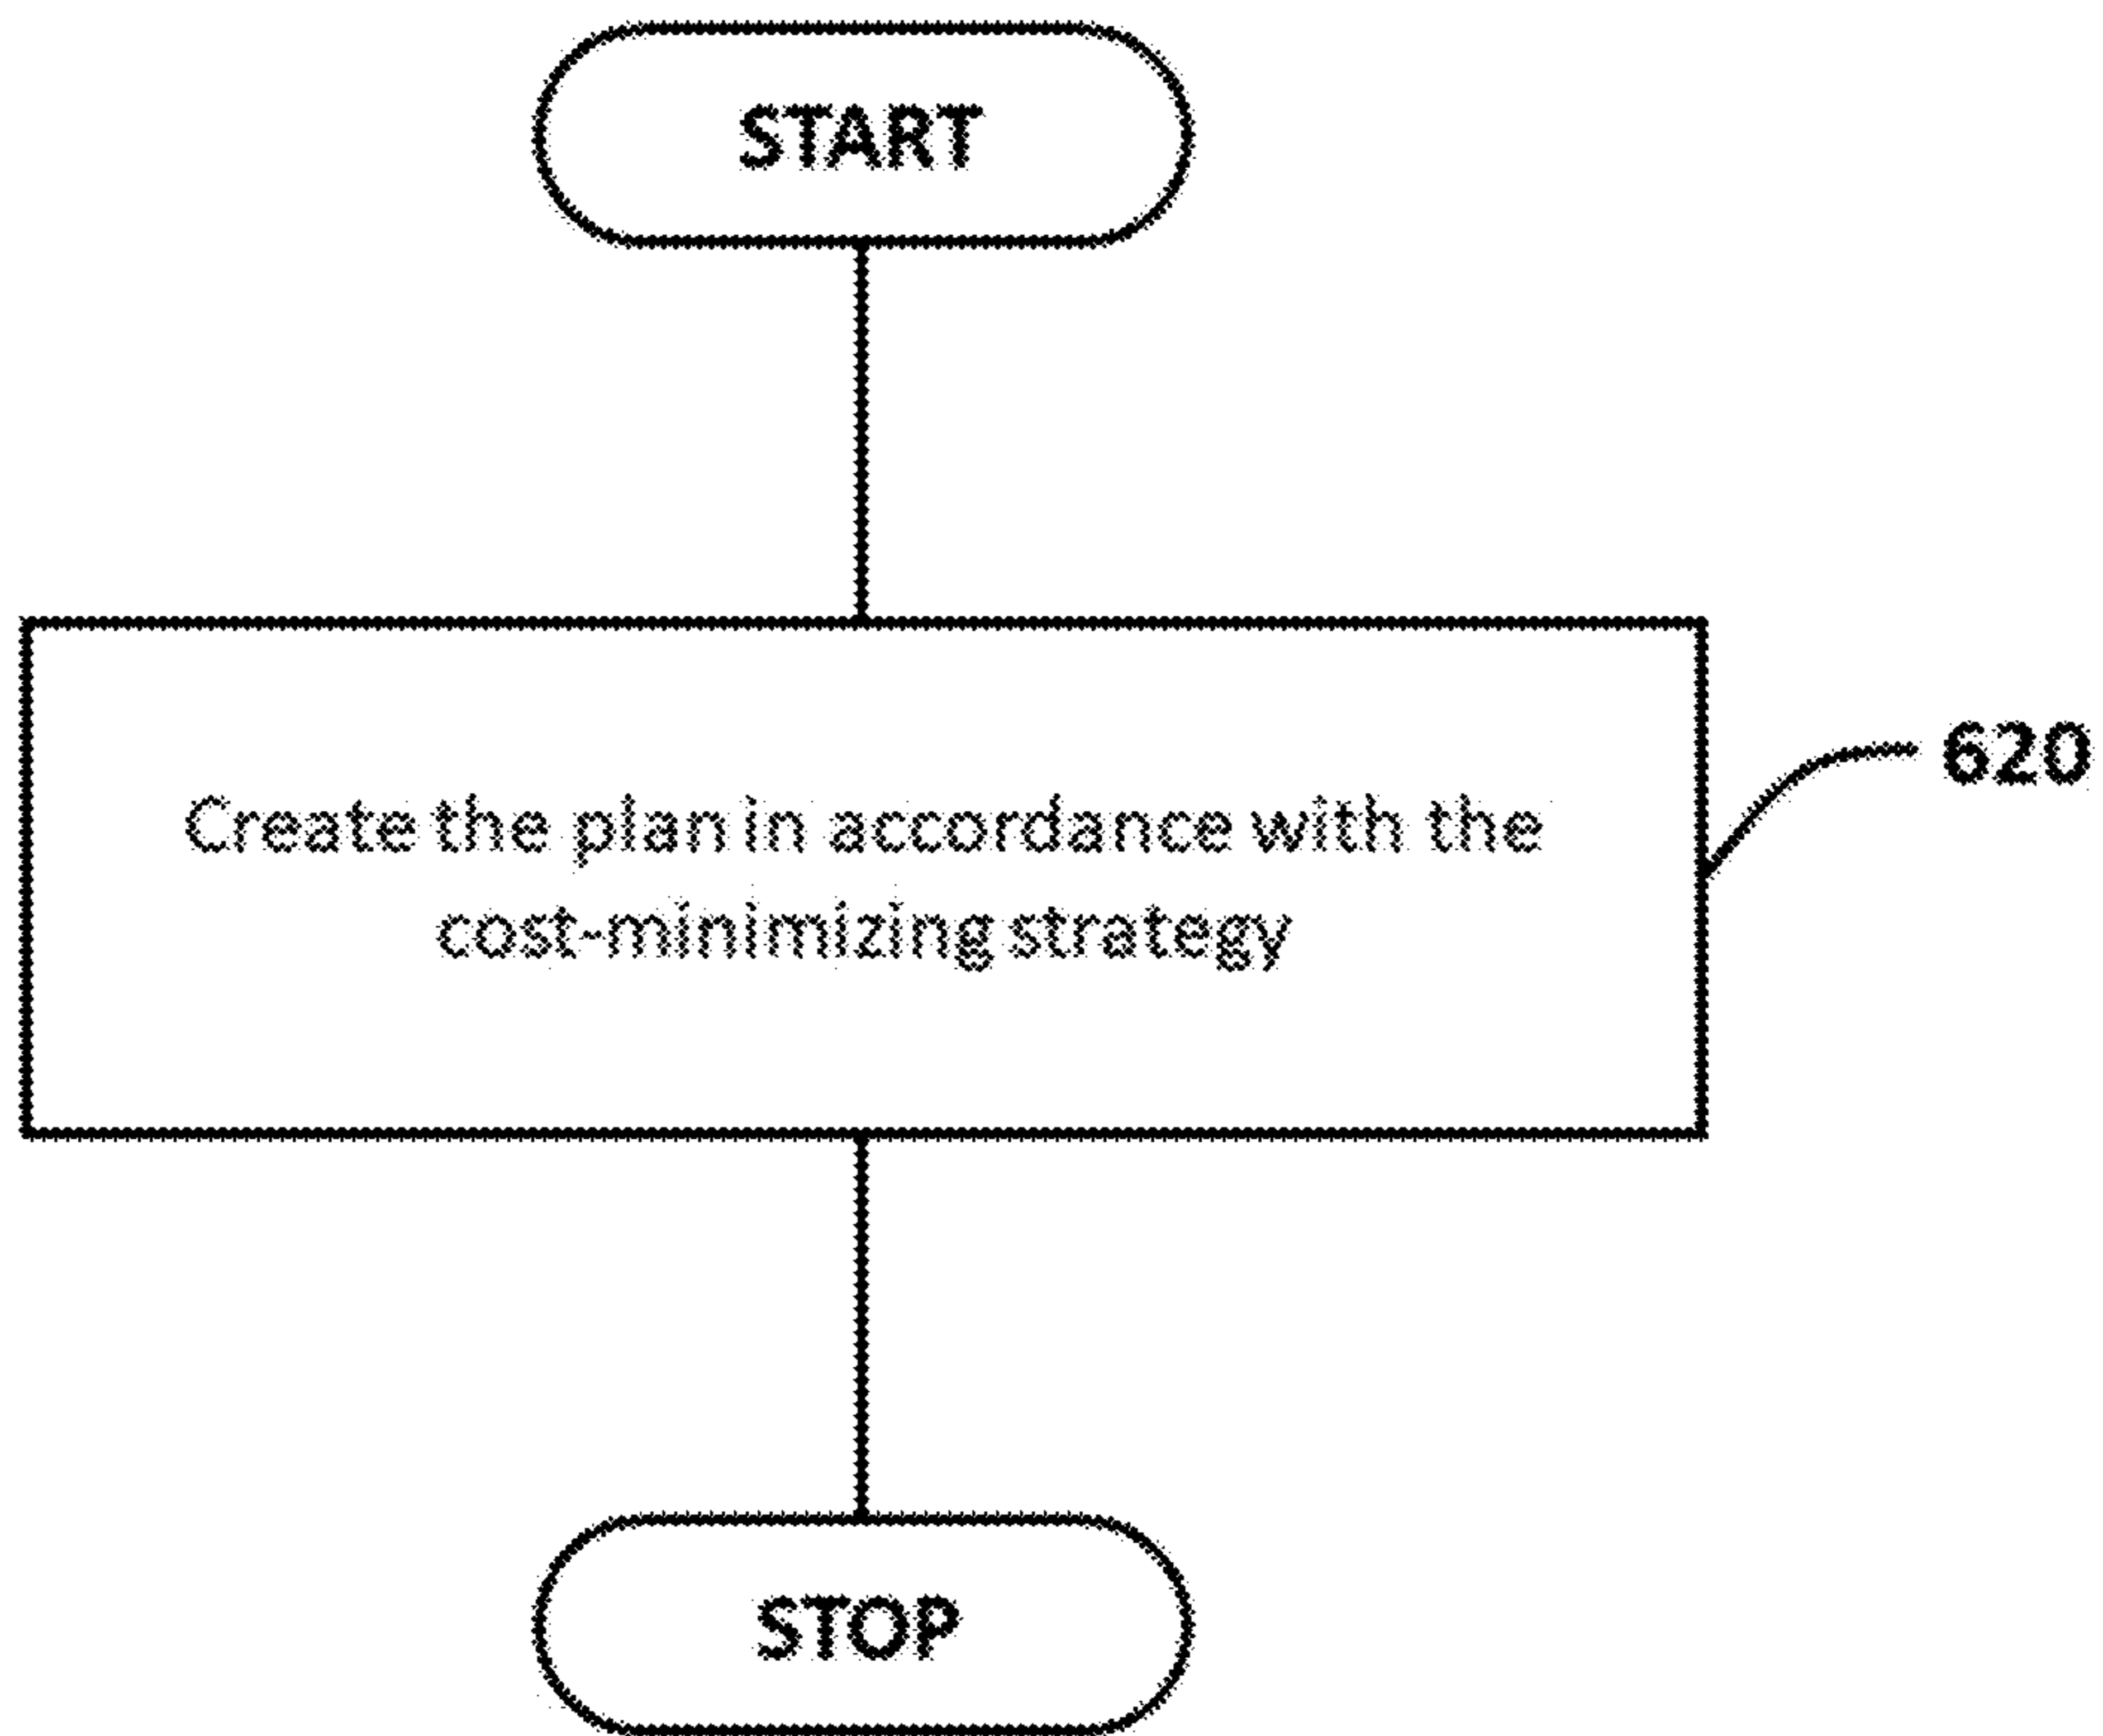 START
620
Create the plan in accordance with the
cost-minimizing strategy
STOP